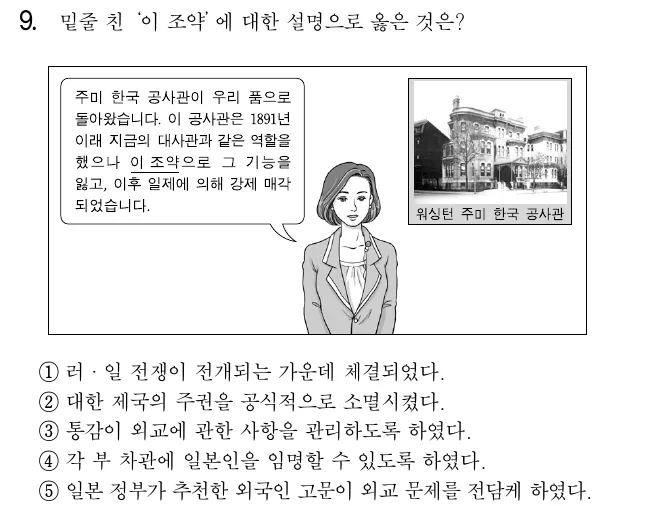 9. 밑줄 친 '이 조약'에 대한 설명으로 옳은 것은?
주미 한국 공사관이 우리 품으로
돌아왔습니다. 이 공사관은 1891년
이래 지금의 대사관과 같은 역할을
했으나 이 조약으로 그 기능을
잃고, 이후 일제에 의해 강제 매각
되었습니다.
워싱턴 주미 한국 공사관
① 러·일 전쟁이 전개되는 가운데 체결되었다.
② 대한 제국의 주권을 공식적으로 소멸시켰다.
③ 통감이 외교에 관한 사항을 관리하도록 하였다.
④ 각 부 차관에 일본인을 임명할 수 있도록 하였다.
⑤ 일본 정부가 추천한 외국인 고문이 외교 문제를 전담케 하였다.